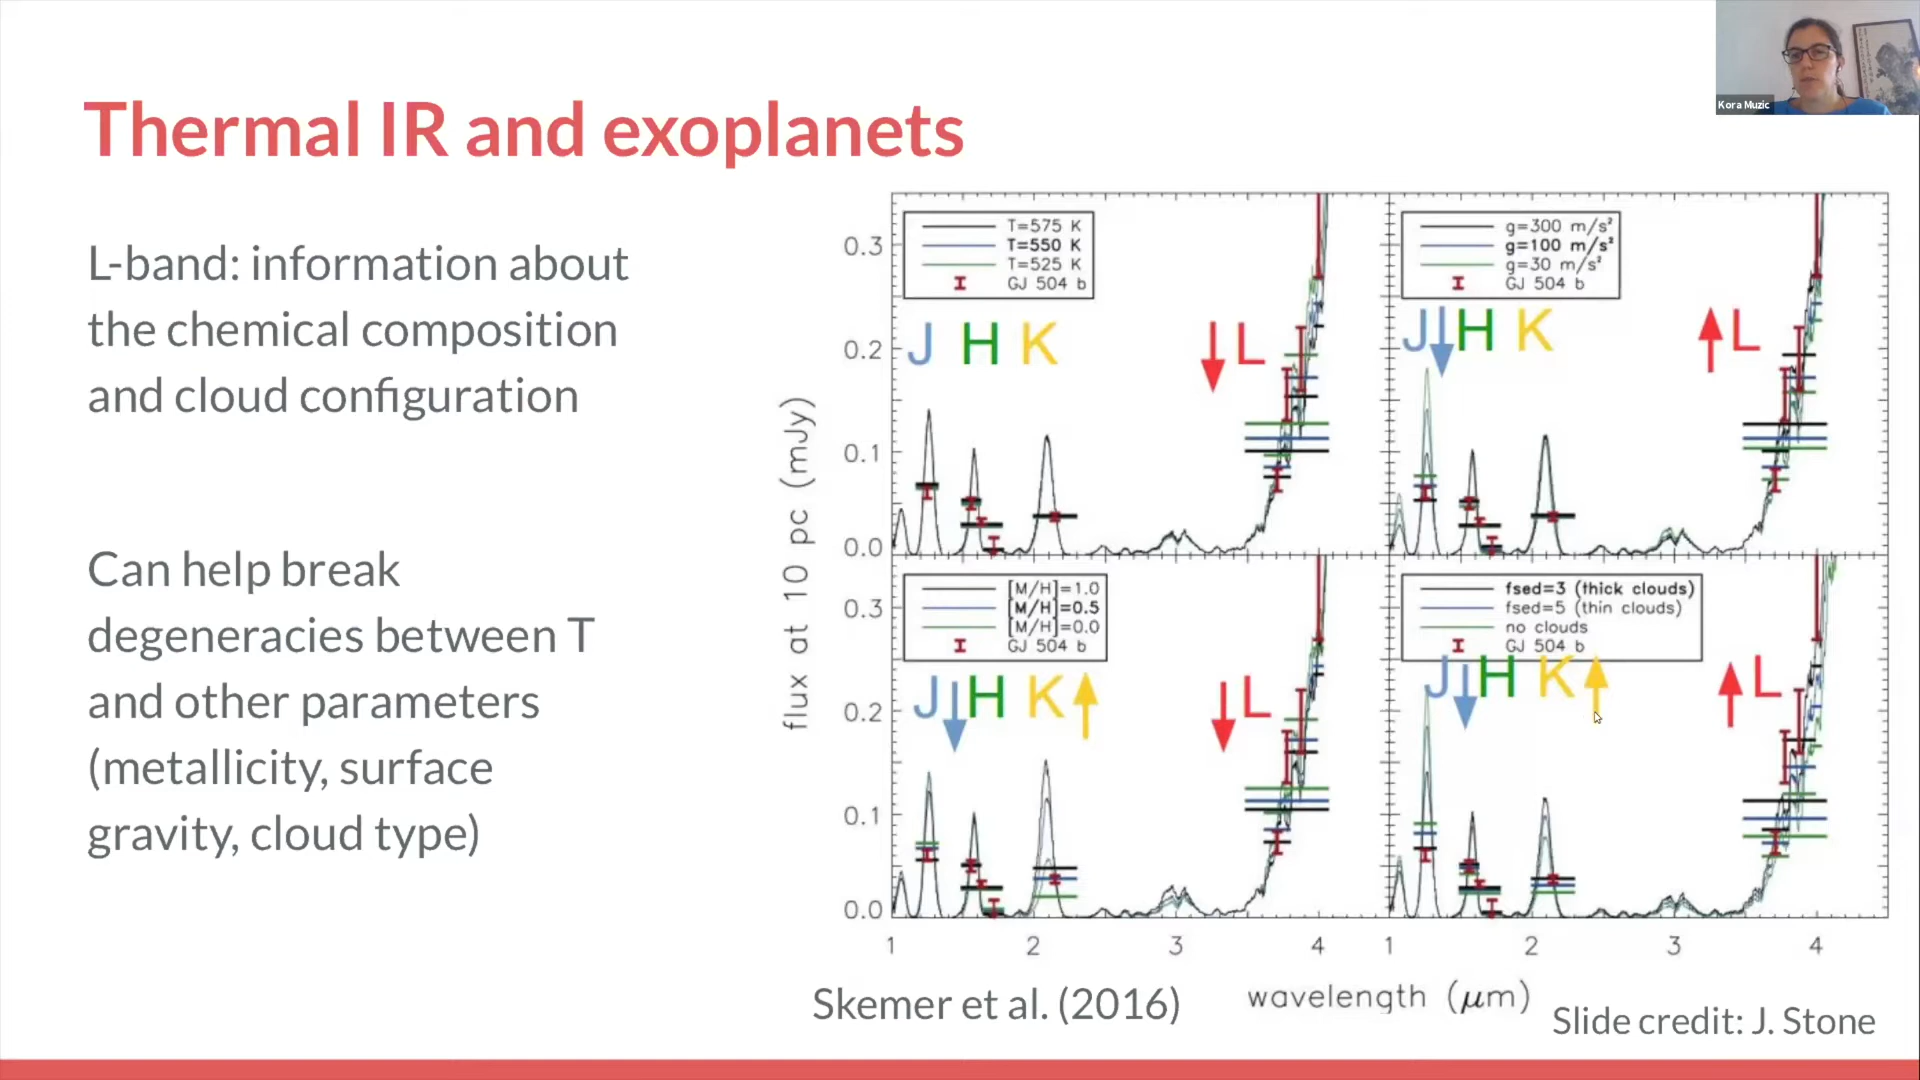 Kora Muzic
Thermal IR and exoplanets
L-band: information about
the chemical composition
and cloud configuration
Can help break
degeneracies between T
and other parameters
(metallicity, surface
gravity, cloud type)
flux at 10 pc (mJy)
0.3
0.2
0.1
0.0
T=575 K
T=550 K
T=525 K
GJ 504 b
J H K L
g=300 m/s²
g=100 m/s²
g=30 m/s²
GJ 504 b
J H K L
0.3
0.2
0.1
0.0
[M/H]=1.0
[M/H]=0.5
[M/H]=0.0
GJ 504 b
J H K L
fsed=3 (thick clouds)
fsed=5 (thin clouds)
no clouds
GJ 504 b
J H K L
1 2 3 4 1 2 3 4
wavelength (μm)
Skemer et al. (2016)
Slide credit: J. Stone